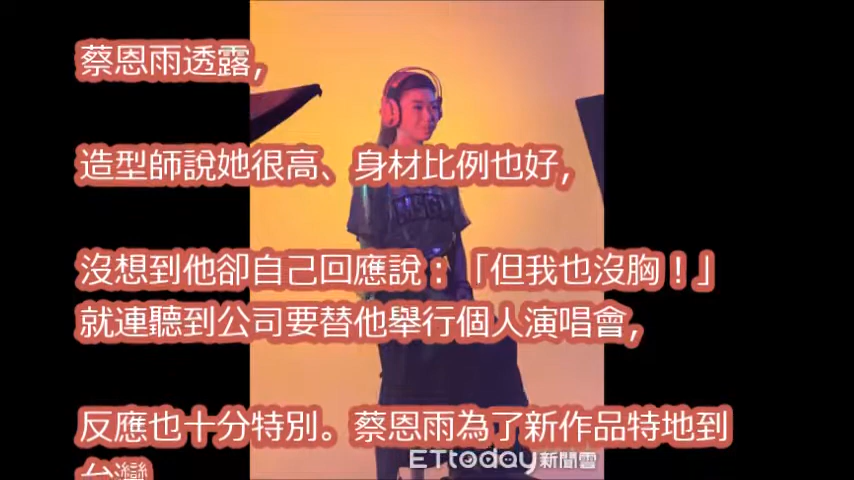 蔡恩雨透露,
造型師說她很高、身材比例也好,
沒想到他卻自己回應說：「但我也沒胸！」
就連聽到公司要替他舉行個人演唱會,
反應也十分特別。蔡恩雨為了新作品特地到
台灣
ETtoday新聞雲